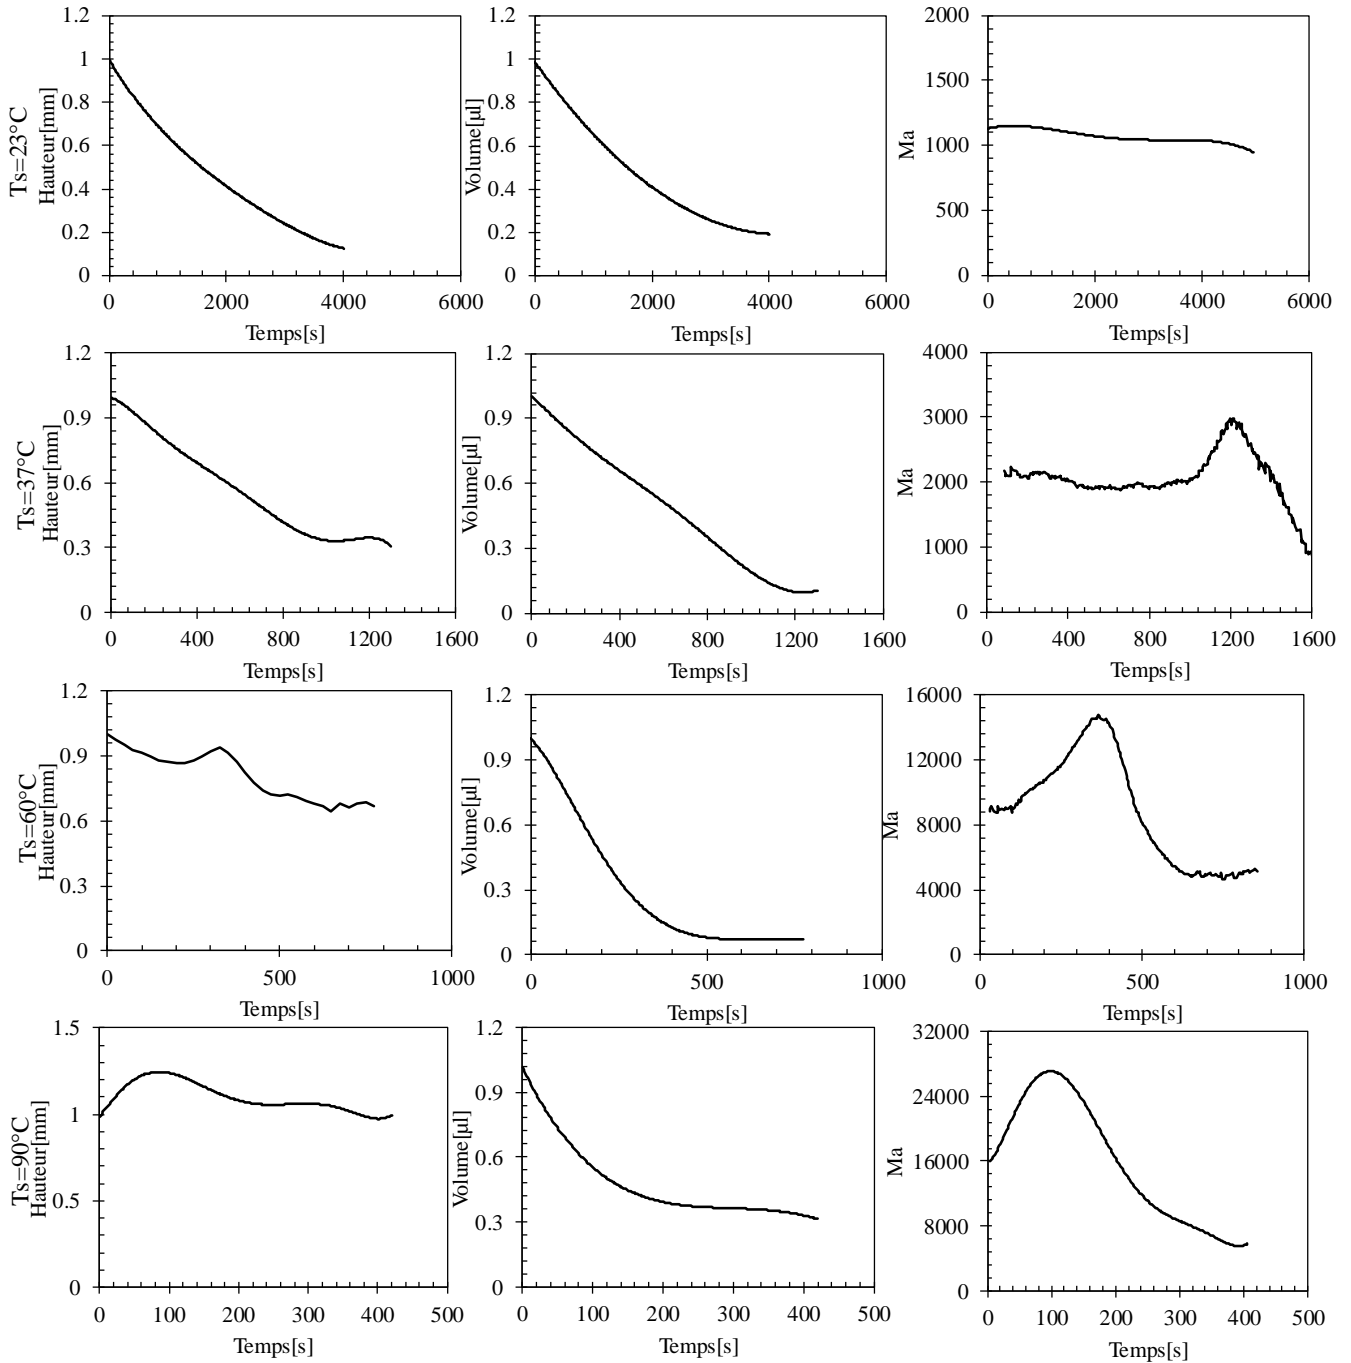 Ts=23°C
Hauteur[mm]
1.2
1
0.8
0.6
0.4
0.2
0
0 2000 4000 6000
Temps[s]
Volume[µl]
1.2
1
0.8
0.6
0.4
0.2
0
0 2000 4000 6000
Temps[s]
Ma
2000
1500
1000
500
0
0 2000 4000 6000
Temps[s]
Ts=37°C
Hauteur[mm]
1.2
0.9
0.6
0.3
0
0 400 800 1200 1600
Temps[s]
Volume[µl]
1.2
0.9
0.6
0.3
0
0 400 800 1200 1600
Temps[s]
Ma
4000
3000
2000
1000
0
0 400 800 1200 1600
Temps[s]
Ts=60°C
Hauteur[mm]
1.2
0.9
0.6
0.3
0
0 500 1000
Temps[s]
Volume[µl]
1.2
0.9
0.6
0.3
0
0 500 1000
Temps[s]
Ma
16000
12000
8000
4000
0
0 500 1000
Temps[s]
Ts=90°C
Hauteur[mm]
1.5
1
0.5
0
0 100 200 300 400 500
Temps[s]
Volume[µl]
1.2
0.9
0.6
0.3
0
0 100 200 300 400 500
Temps[s]
Ma
32000
24000
16000
8000
0
0 100 200 300 400 500
Temps[s]